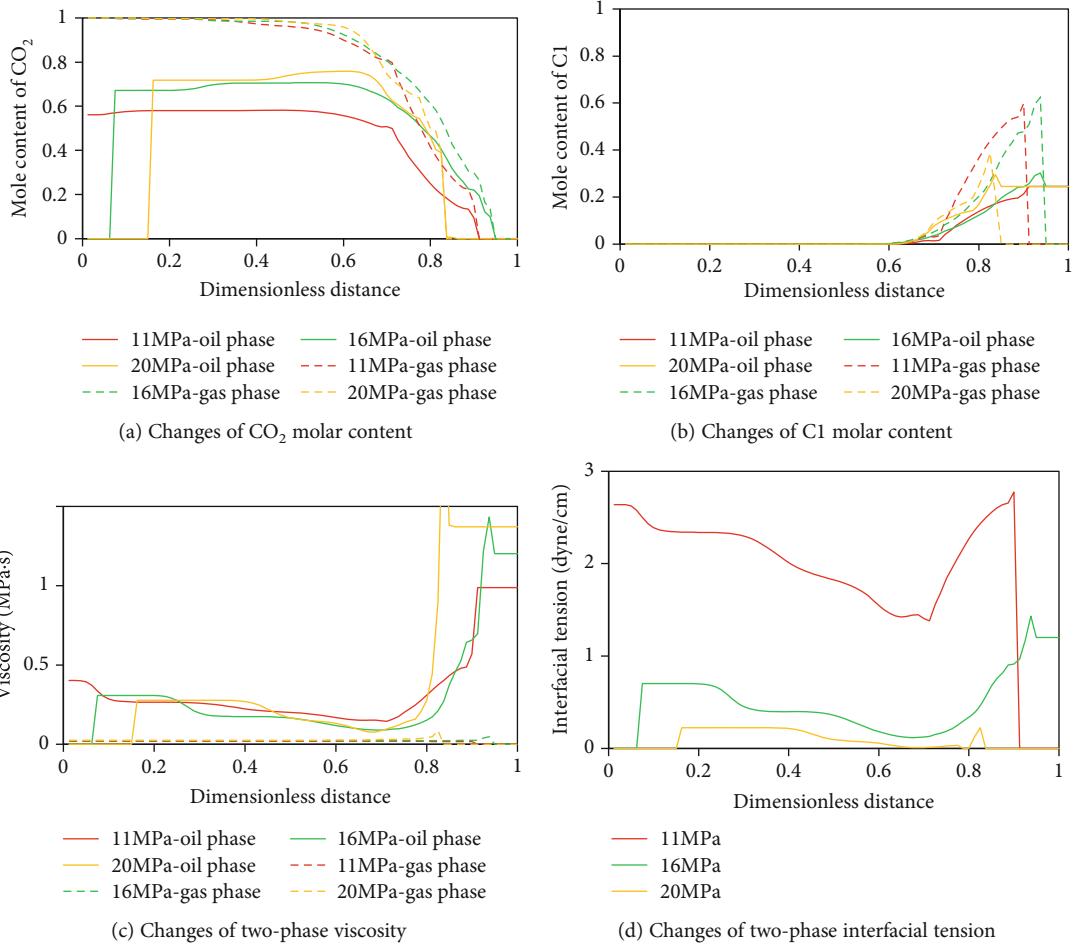 Mole content of CO2
1
0.8
0.6
0.4
0.2
0
0 0.2 0.4 0.6 0.8 1
Dimensionless distance
11MPa-oil phase 16MPa-oil phase
20MPa-oil phase 11MPa-gas phase
16MPa-gas phase 20MPa-gas phase
(a) Changes of CO2 molar content
Mole content of C1
1
0.8
0.6
0.4
0.2
0
0 0.2 0.4 0.6 0.8 1
Dimensionless distance
11MPa-oil phase 16MPa-oil phase
20MPa-oil phase 11MPa-gas phase
16MPa-gas phase 20MPa-gas phase
(b) Changes of C1 molar content
Viscosity (MPa·s)
1
0.5
0
0 0.2 0.4 0.6 0.8 1
Dimensionless distance
11MPa-oil phase 16MPa-oil phase
20MPa-oil phase 11MPa-gas phase
16MPa-gas phase 20MPa-gas phase
(c) Changes of two-phase viscosity
Interfacial tension (dyne/cm)
3
2
1
0
0 0.2 0.4 0.6 0.8 1
Dimensionless distance
11MPa
16MPa
20MPa
(d) Changes of two-phase interfacial tension